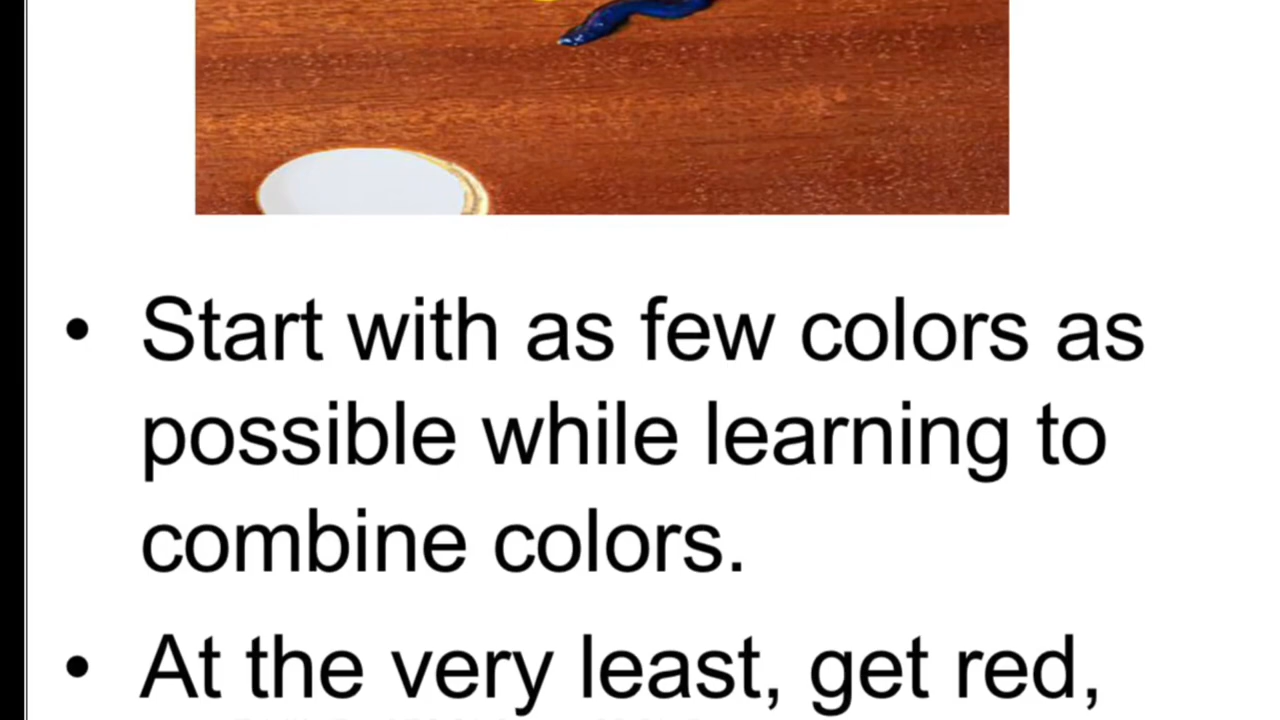 • Start with as few colors as
possible while learning to
combine colors.
• At the very least, get red,